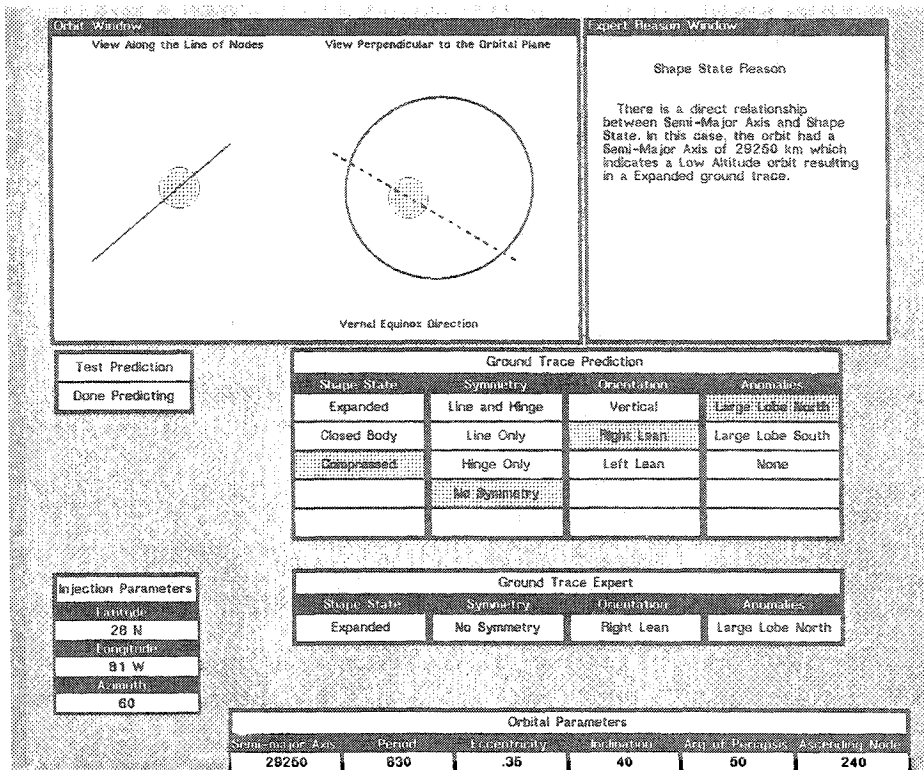 Orbit Window
View Along the Line of Nodes
View Perpendicular to the Orbital Plane
Vernal Equinox Direction
Expert Reason Window
Shape State Reason
There is a direct relationship
between Semi-Major Axis and Shape
State. In this case, the orbit had a
Semi-Major Axis of 29250 km which
indicates a Low Altitude orbit resulting
in a Expanded ground trace.
Test Prediction
Done Predicting
Ground Trace Prediction
Shape State Symmetry Orientation Anomalies
Expanded Line and Hinge Vertical Large Lobe North
Closed Body Line Only Right Lean Large Lobe South
Compressed Hinge Only Left Lean None
No Symmetry
Injection Parameters
Latitude
28 N
Longitude
81 W
Azimuth
60
Ground Trace Expert
Shape State Symmetry Orientation Anomalies
Expanded No Symmetry Right Lean Large Lobe North
Orbital Parameters
Semi-major Axis Period Eccentricity Inclination Arg of Periapsis Ascending Node
29250 830 .35 40 50 240